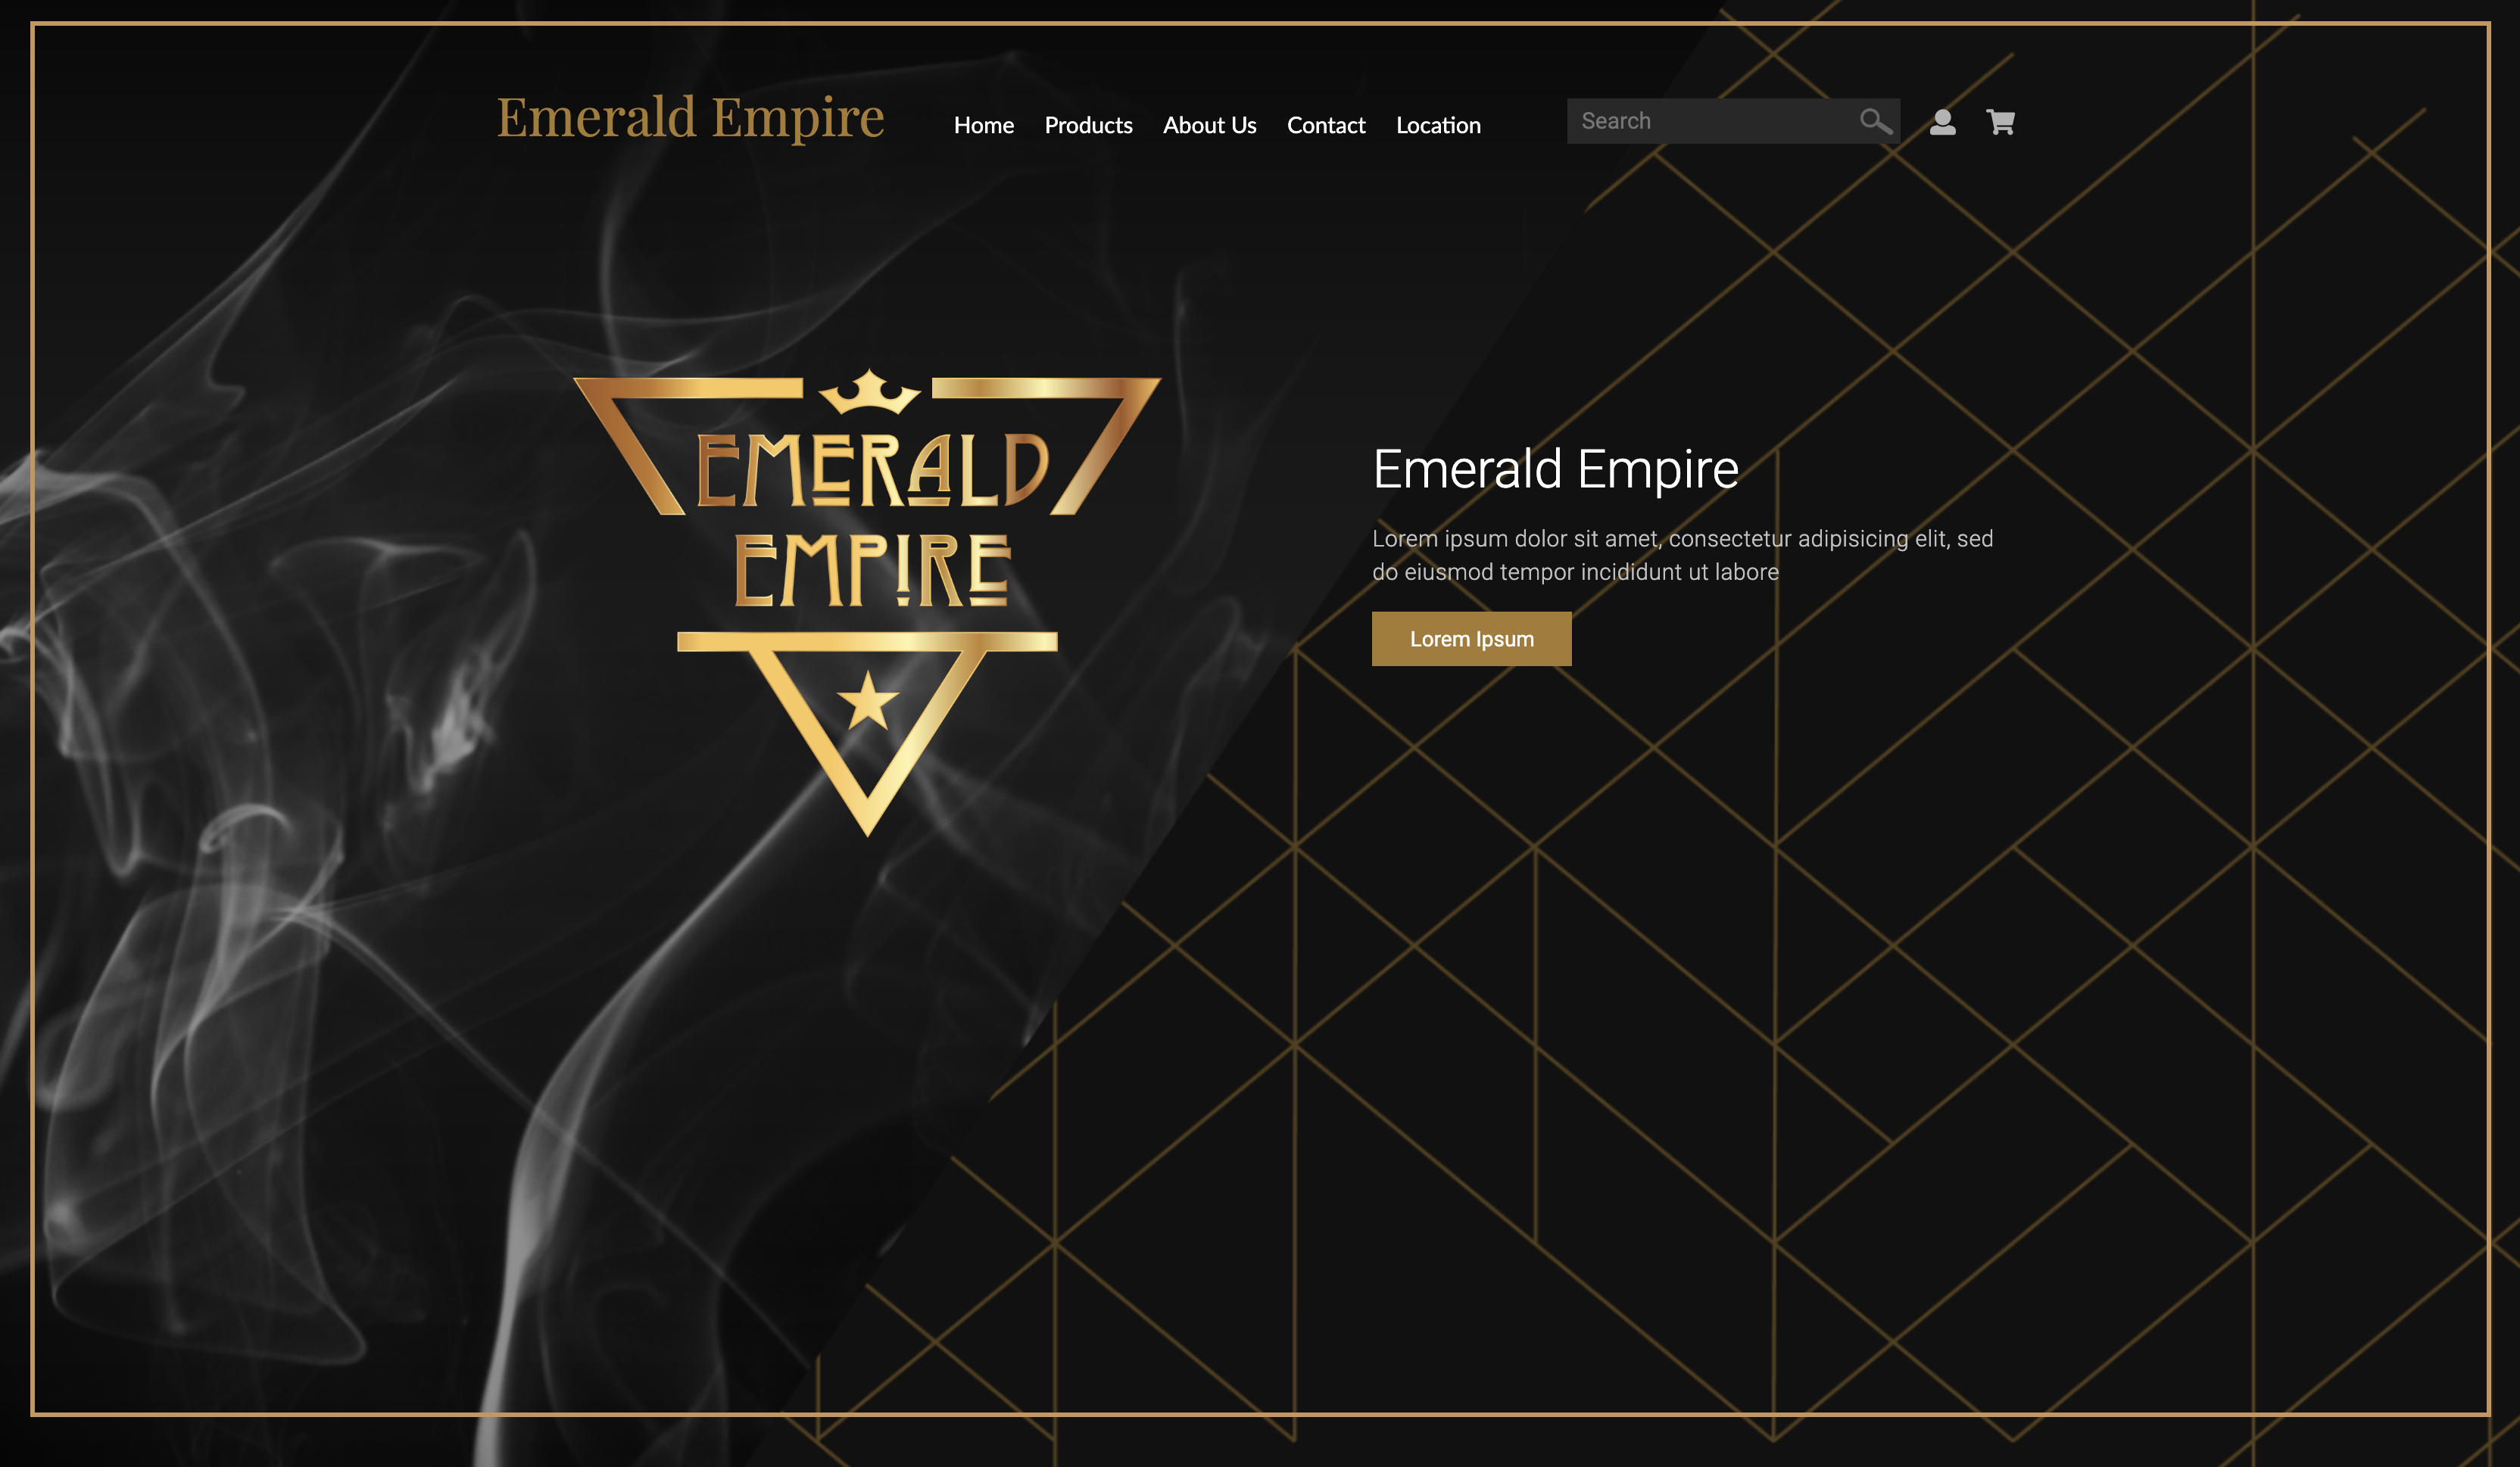 Emerald Empire
Home Products About Us Contact Location
Search
EMERALD
EMPIRE
Emerald Empire
Lorem ipsum dolor sit amet, consectetur adipisicing elit, sed
do eiusmod tempor incididunt ut labore
Lorem Ipsum